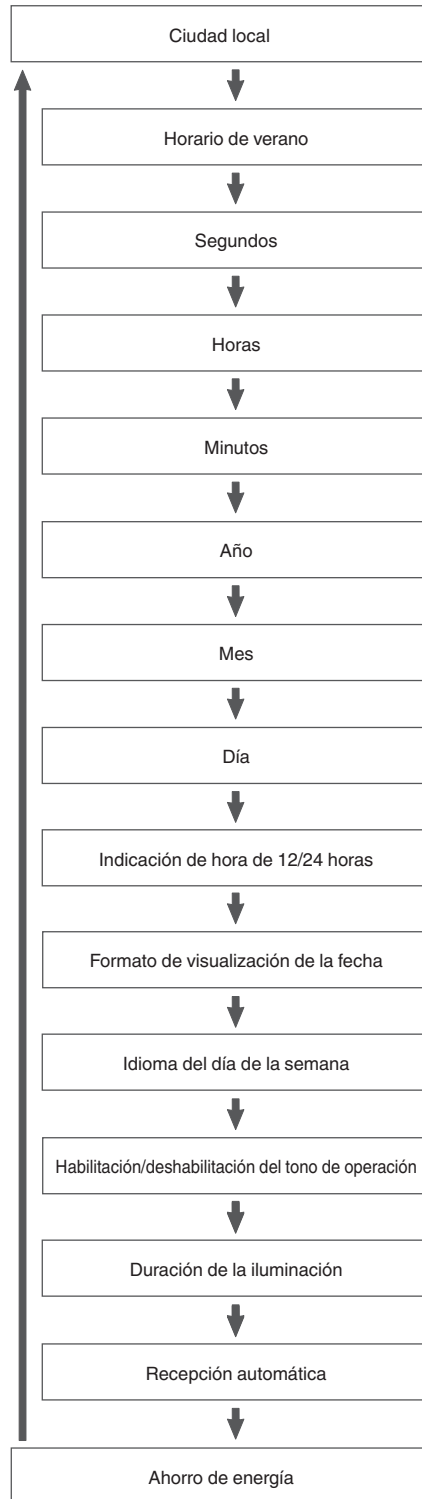 Ciudad local
Horario de verano
Segundos
Horas
Minutos
Año
Mes
Día
Indicación de hora de 12/24 horas
Formato de visualización de la fecha
Idioma del día de la semana
Habilitación/deshabilitación del tono de operación
Duración de la iluminación
Recepción automática
Ahorro de energía